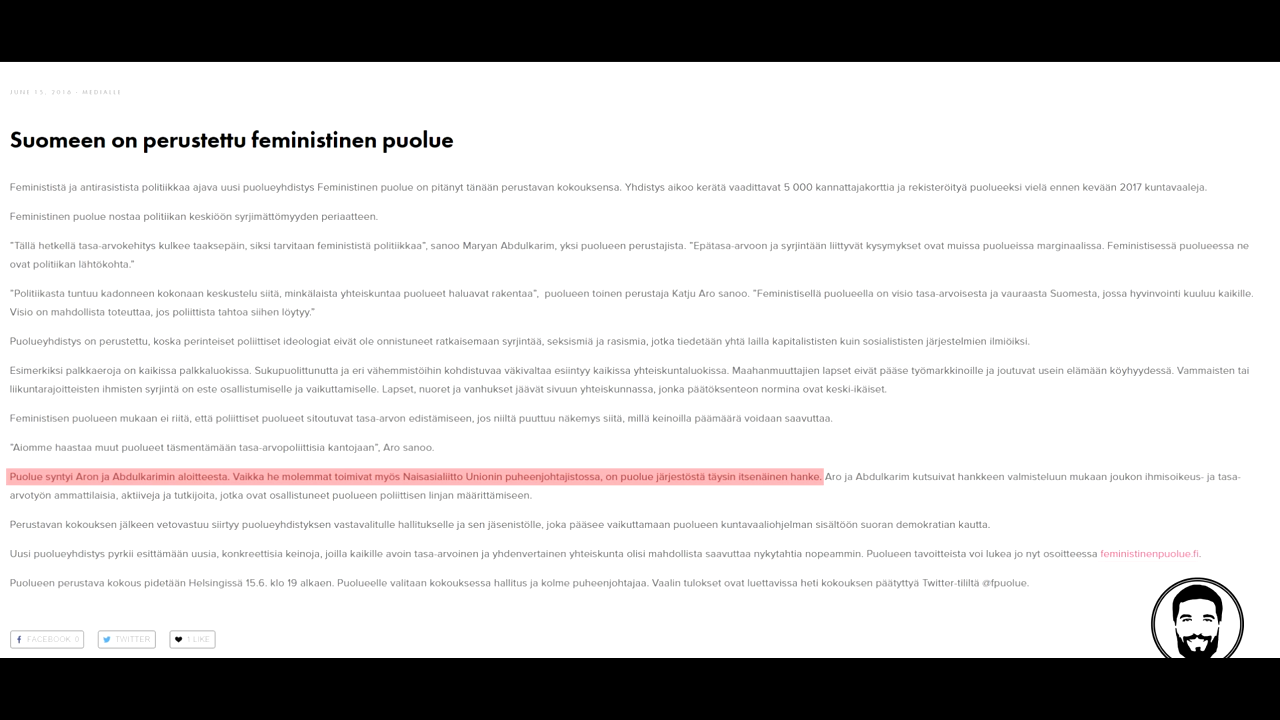 JUNE 15, 2016 · MEDIALLE
Suomeen on perustettu feministinen puolue
Feminististä ja antirasistista politiikkaa ajava uusi puolueyhdistys Feministinen puolue on pitänyt tänään perustavan kokouksensa. Yhdistys aikoo kerätä vaadittavat 5 000 kannattajakorttia ja rekisteröityä puolueeksi vielä ennen kevään 2017 kuntavaaleja.
Feministinen puolue nostaa politiikan keskiöön syrjimättömyyden periaatteen.
"Tällä hetkellä tasa-arvokehitys kulkee taaksepäin, siksi tarvitaan feminististä politiikkaa", sanoo Maryan Abdulkarim, yksi puolueen perustajista. "Epätasa-arvoon ja syrjintään liittyvät kysymykset ovat muissa puolueissa marginaalissa. Feministisessä puolueessa ne
ovat politiikan lähtökohta."
"Politiikasta tuntuu kadonneen kokonaan keskustelu siitä, minkälaista yhteiskuntaa puolueet haluavat rakentaa", puolueen toinen perustaja Katju Aro sanoo. "Feministisellä puolueella on visio tasa-arvoisesta ja vauraasta Suomesta, jossa hyvinvointi kuuluu kaikille.
Visio on mahdollista toteuttaa, jos poliittista tahtoa siihen löytyy."
Puolueyhdistys on perustettu, koska perinteiset poliittiset ideologiat eivät ole onnistuneet ratkaisemaan syrjintää, seksismiä ja rasismia, jotka tiedetään yhtä lailla kapitalististen kuin sosialististen järjestelmien ilmiöiksi.
Esimerkiksi palkkaeroja on kaikissa palkkaluokissa. Sukupuolittunutta ja eri vähemmistöihin kohdistuvaa väkivaltaa esiintyy kaikissa yhteiskuntaluokissa. Maahanmuuttajien lapset eivät pääse työmarkkinoille ja joutuvat usein elämään köyhyydessä. Vammaisten tai
liikuntarajoitteisten ihmisten syrjintä on este osallistumiselle ja vaikuttamiselle. Lapset, nuoret ja vanhukset jäävät sivuun yhteiskunnassa, jonka päätöksenteon normina ovat keski-ikäiset.
Feministisen puolueen mukaan ei riitä, että poliittiset puolueet sitoutuvat tasa-arvon edistämiseen, jos niiltä puuttuu näkemys siitä, millä keinoilla päämäärä voidaan saavuttaa.
"Aiomme haastaa muut puolueet täsmentämään tasa-arvopoliittisia kantojaan", Aro sanoo.
Puolue syntyi Aron ja Abdulkarimin aloitteesta. Vaikka he molemmat toimivat myös Naisasialiitto Unionin puheenjohtajistossa, on puolue järjestöstä täysin itsenäinen hanke. Aro ja Abdulkarim kutsuivat hankkeen valmisteluun mukaan joukon ihmisoikeus- ja tasa-
arvotyön ammattilaisia, aktiiveja ja tutkijoita, jotka ovat osallistuneet puolueen poliittisen linjan määrittämiseen.
Perustavan kokouksen jälkeen vetovastuu siirtyy puolueyhdistyksen vastavalitulle hallitukselle ja sen jäsenistölle, joka pääsee vaikuttamaan puolueen kuntavaaliohjelman sisältöön suoran demokratian kautta.
Uusi puolueyhdistys pyrkii esittämään uusia, konkreettisia keinoja, joilla kaikille avoin tasa-arvoinen ja yhdenvertainen yhteiskunta olisi mahdollista saavuttaa nykytahtia nopeammin. Puolueen tavoitteista voi lukea jo nyt osoitteessa feministinenpuolue.fi.
Puolueen perustava kokous pidetään Helsingissä 15.6. klo 19 alkaen. Puolueelle valitaan kokouksessa hallitus ja kolme puheenjohtajaa. Vaalin tulokset ovat luettavissa heti kokouksen päätyttyä Twitter-tililtä @fpuolue.
FACEBOOK 0 TWITTER 1 LIKE